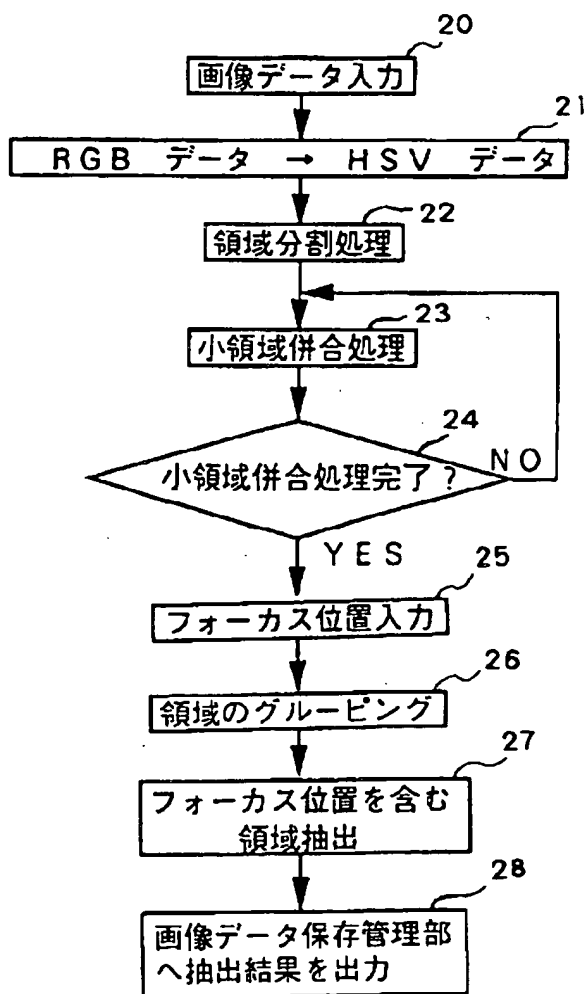 20
画像データ入力
21
RGB データ → HSV データ
22
領域分割処理
23
小領域併合処理
24
小領域併合処理完了?
NO
YES
25
フォーカス位置入力
26
領域のグルーピング
27
フォーカス位置を含む
領域抽出
28
画像データ保存管理部
へ抽出結果を出力